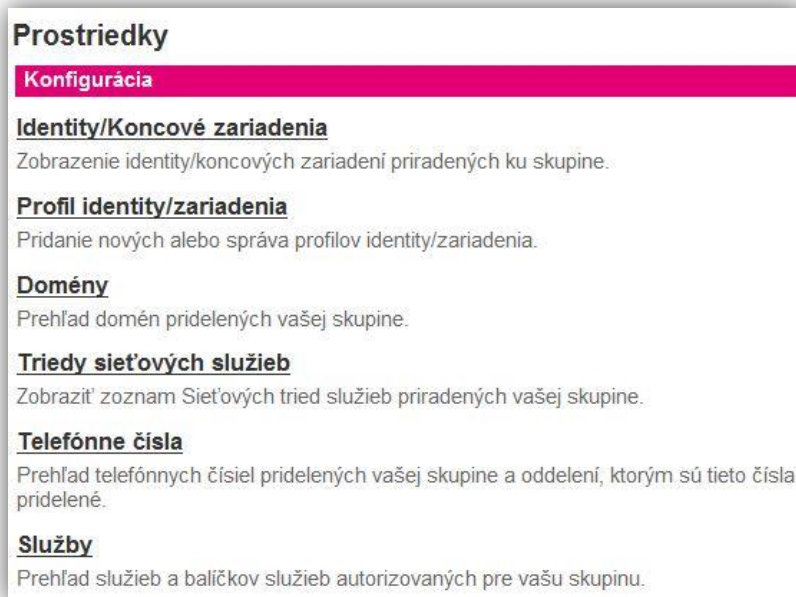 Prostriedky
Konfigurácia
Identity/Koncové zariadenia
Zobrazenie identity/koncových zariadení priradených ku skupine.
Profil identity/zariadenia
Pridanie nových alebo správa profilov identity/zariadenia.
Domény
Prehľad domén pridelených vašej skupine.
Triedy sieťových služieb
Zobraziť zoznam Sieťových tried služieb priradených vašej skupine.
Telefónne čísla
Prehľad telefónnych čísiel pridelených vašej skupine a oddelení, ktorým sú tieto čísla
pridelené.
Služby
Prehľad služieb a balíčkov služieb autorizovaných pre vašu skupinu.